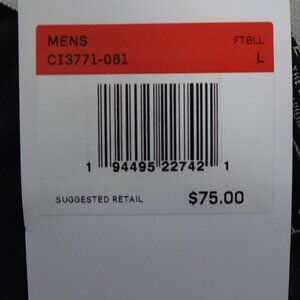 MENS FTBLL
CI3771-081 L
1 94495 22742 1
SUGGESTED RETAIL $75.00